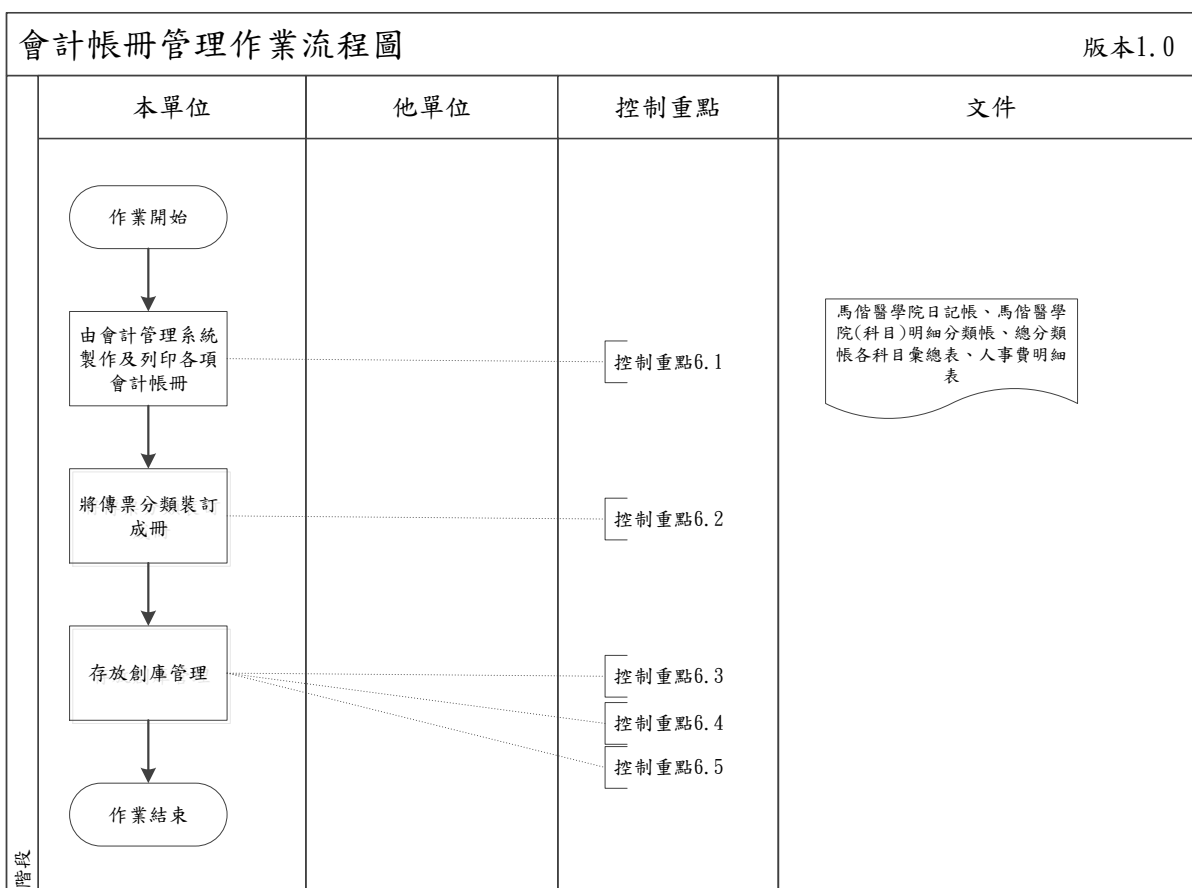 會計帳冊管理作業流程圖
版本1.0
本單位
他單位
控制重點
文件
作業開始
由會計管理系統
製作及列印各項
會計帳冊
控制重點6.1
馬偕醫學院日記帳、馬偕醫學
院(科目)明細分類帳、總分類
帳各科目彙總表、人事費明細
表
將傳票分類裝訂
成冊
控制重點6.2
存放創庫管理
控制重點6.3
控制重點6.4
控制重點6.5
作業結束
階段